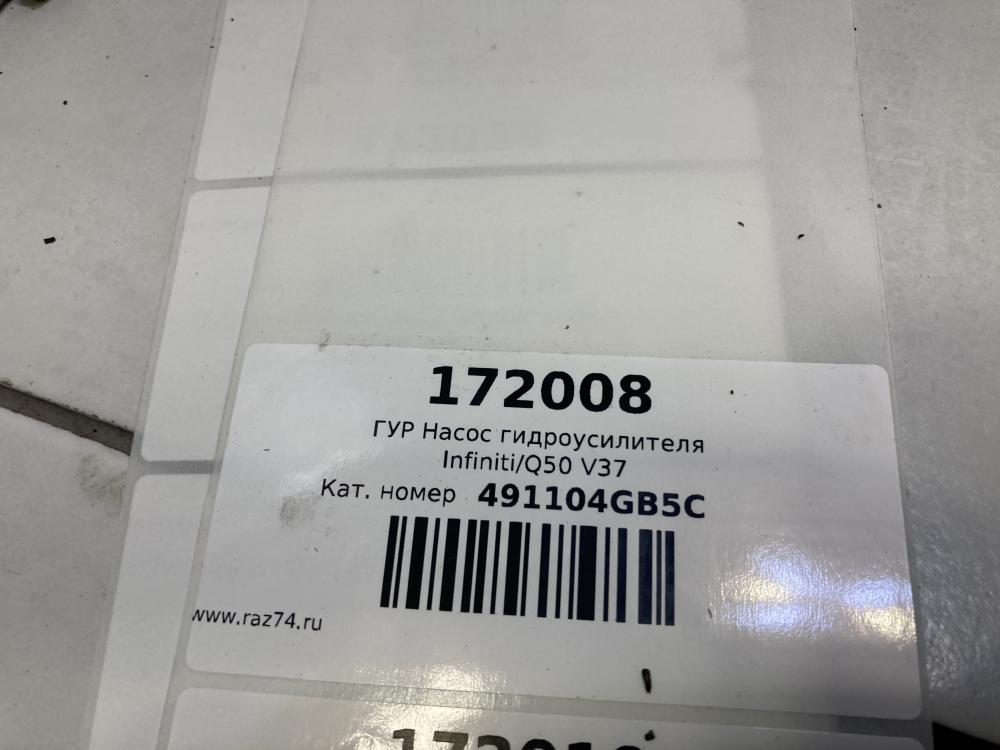 172008
ГУР Насос гидроусилителя
Infiniti/Q50 V37
Кат. номер 491104GB5C
www.raz74.ru